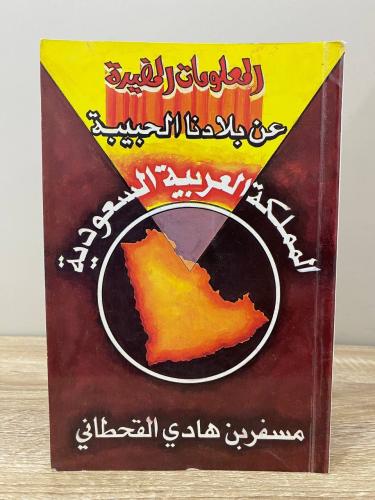 المعلومات المفيدة
عن بلادنا الحبيبة
المملكة العربية السعودية
مسفر بن هادي القحطاني